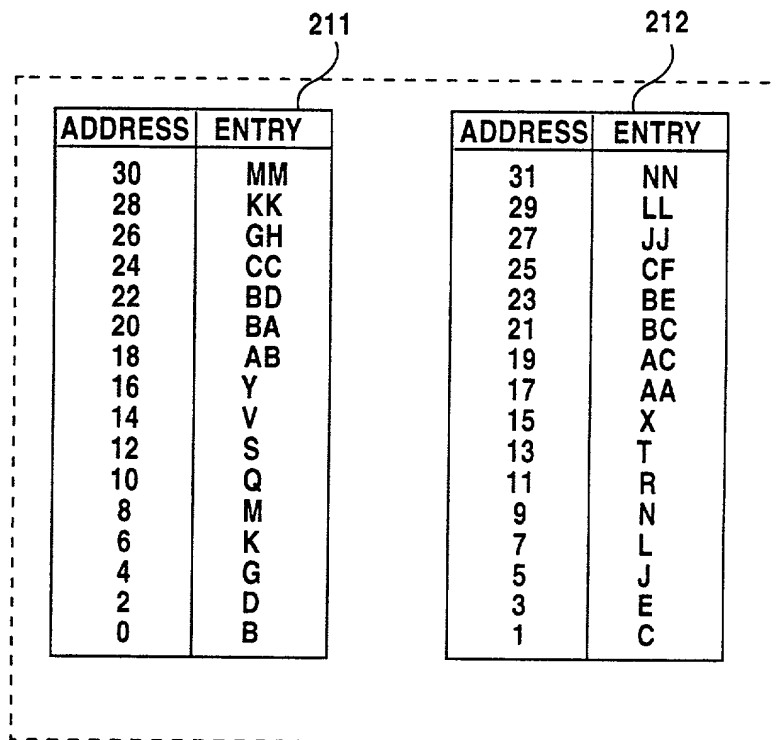 211 212
ADDRESS ENTRY ADDRESS ENTRY
30 MM 31 NN
28 KK 29 LL
26 GH 27 JJ
24 CC 25 CF
22 BD 23 BE
20 BA 21 BC
18 AB 19 AC
16 Y 17 AA
14 V 15 X
12 S 13 T
10 Q 11 R
8 M 9 N
6 K 7 L
4 G 5 J
2 D 3 E
0 B 1 C